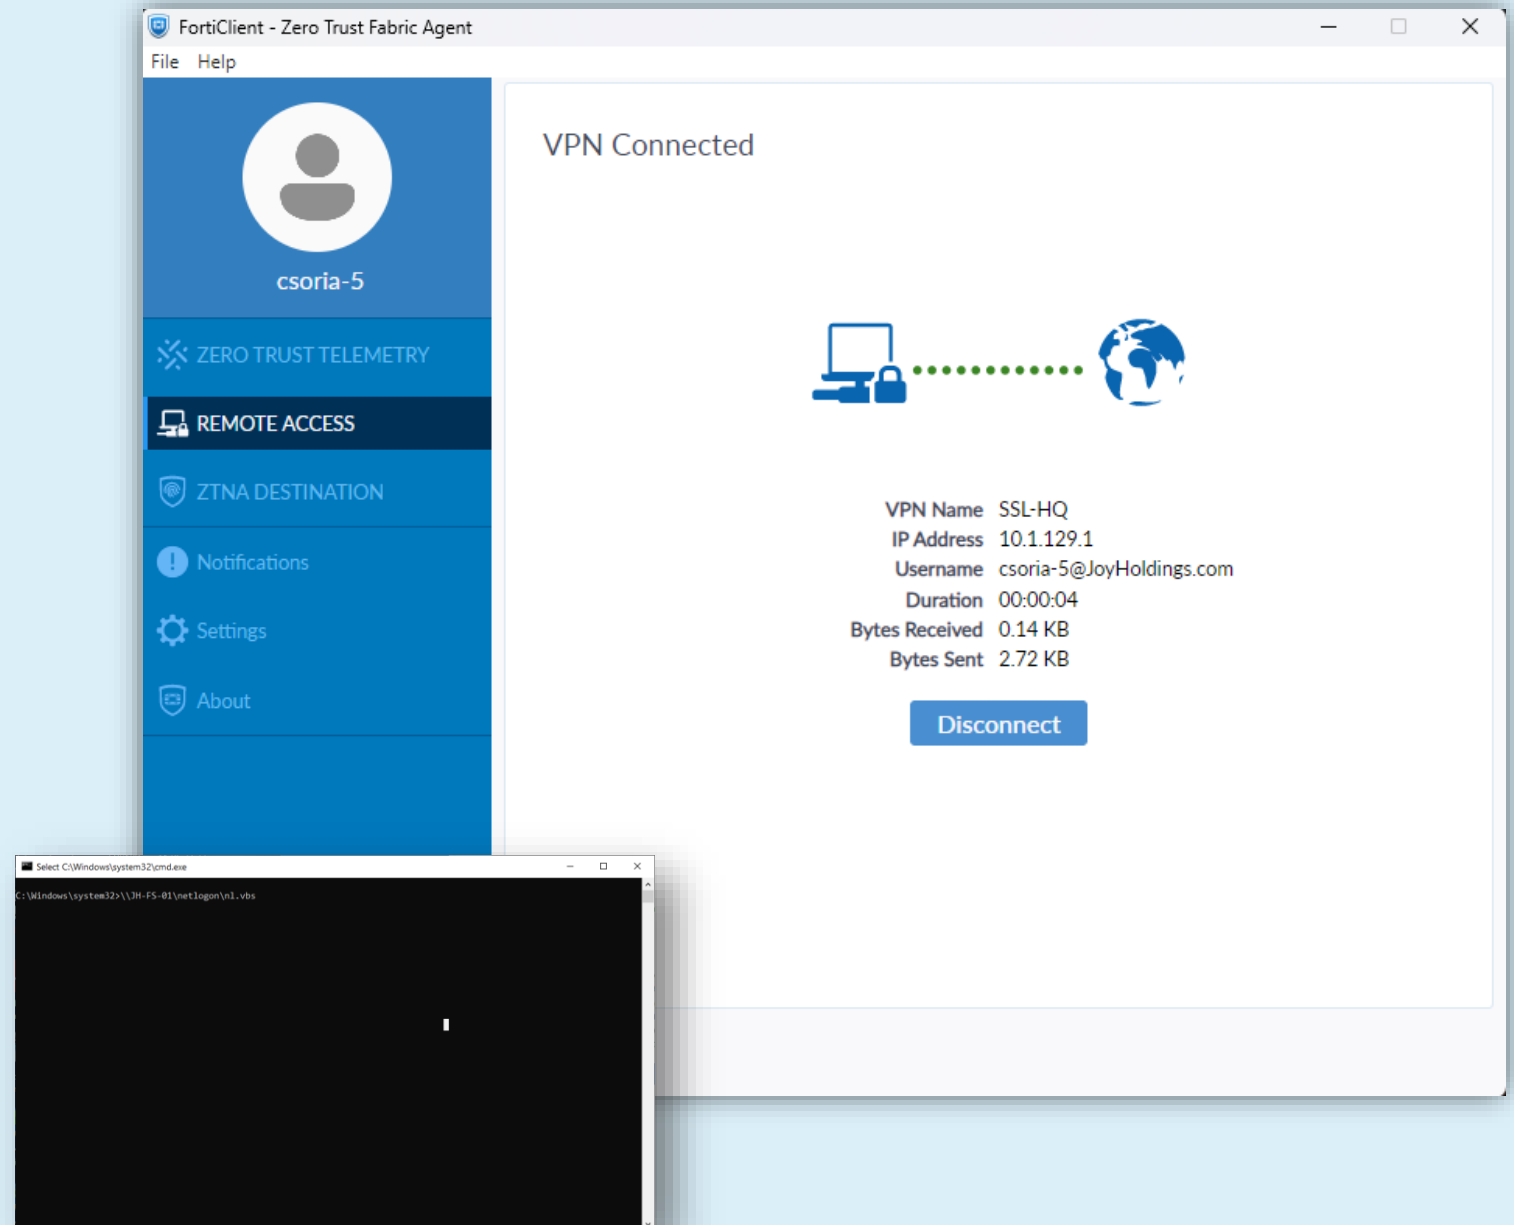 FortiClient - Zero Trust Fabric Agent
File Help
csoria-5
ZERO TRUST TELEMETRY
REMOTE ACCESS
ZTNA DESTINATION
Notifications
Settings
About
VPN Connected
VPN Name SSL-HQ
IP Address 10.1.129.1
Username csoria-5@JoyHoldings.com
Duration 00:00:04
Bytes Received 0.14 KB
Bytes Sent 2.72 KB
Disconnect
Select C:\Windows\system32\cmd.exe
C:\Windows\system32>\\JH-FS-01\netlogon\nl.vbs